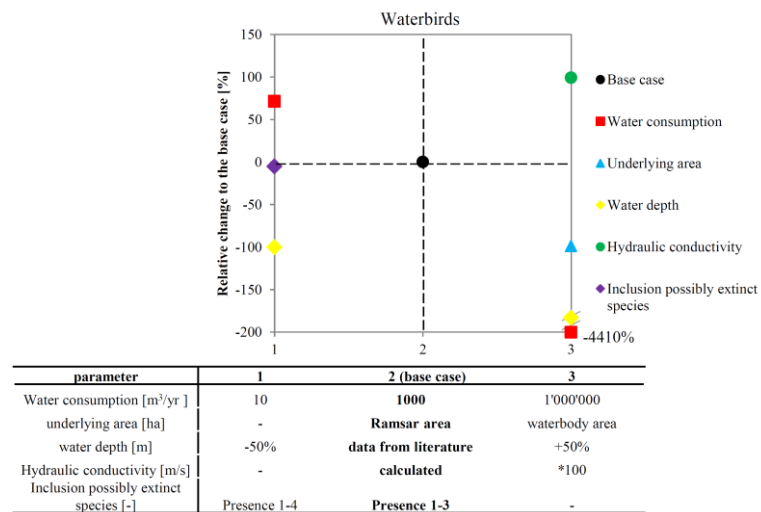 Waterbirds
Relative change to the base case [%]
150
100
50
0
-50
-100
-150
-200
1
2
3
-4410%
Base case
Water consumption
Underlying area
Water depth
Hydraulic conductivity
Inclusion possibly extinct
species
parameter 1 2 (base case) 3
Water consumption [m³/yr ] 10 1000 1'000'000
underlying area [ha] - Ramsar area waterbody area
water depth [m] -50% data from literature +50%
Hydraulic conductivity [m/s] - calculated *100
Inclusion possibly extinct
species [-] Presence 1-4 Presence 1-3 -